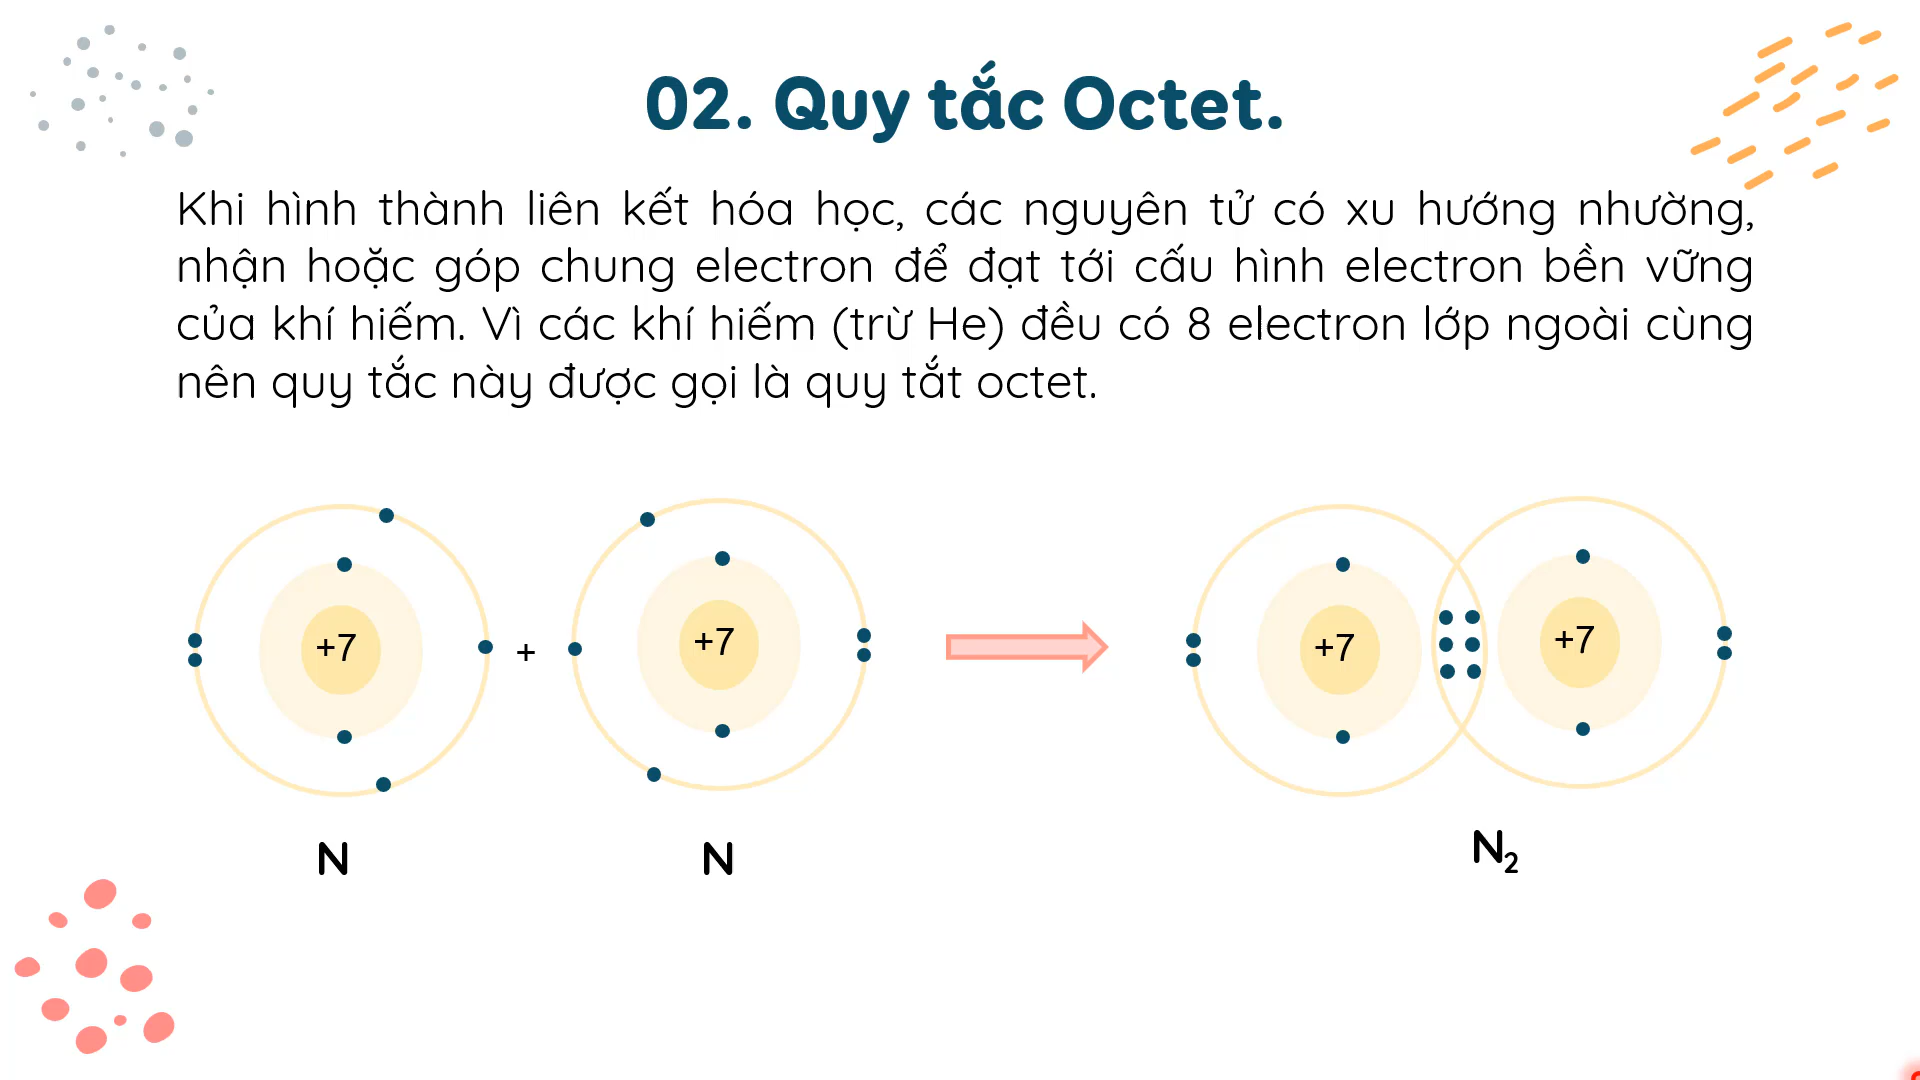 02. Quy tắc Octet.
Khi hình thành liên kết hóa học, các nguyên tử có xu hướng nhường,
nhận hoặc góp chung electron để đạt tới cấu hình electron bền vững
của khí hiếm. Vì các khí hiếm (trừ He) đều có 8 electron lớp ngoài cùng
nên quy tắc này được gọi là quy tắt octet.
+7 + +7 +7 +7
N N N₂